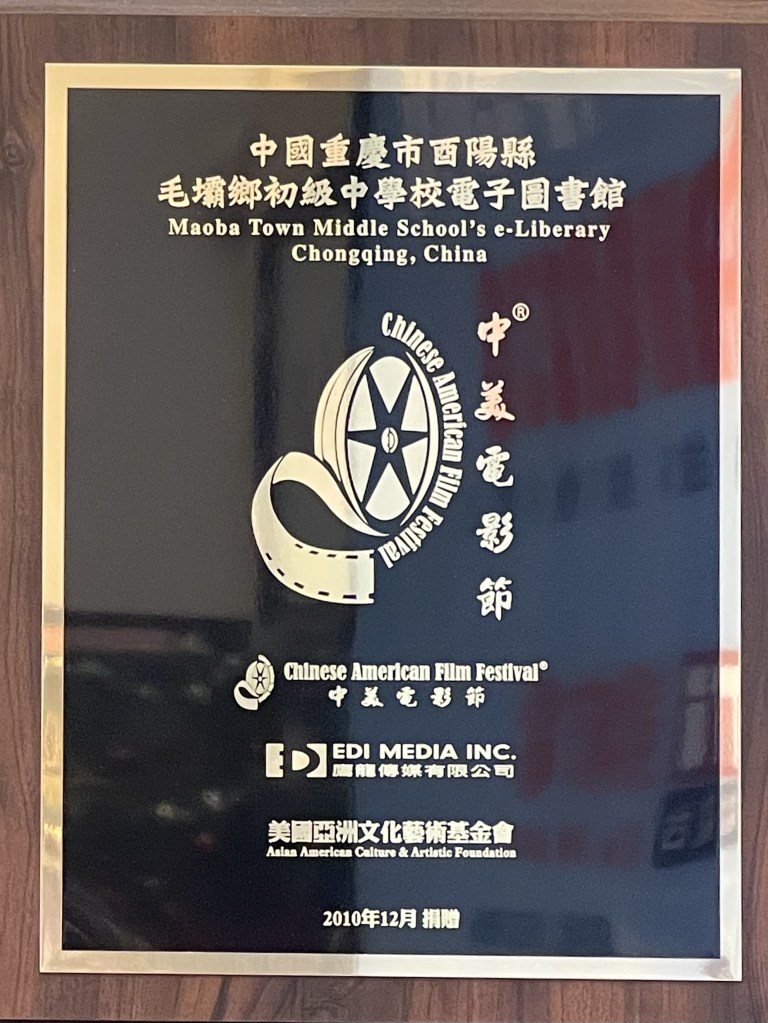 中國重慶市酉陽縣
毛壩鄉初級中學校電子圖書館
Maoba Town Middle School's e-Liberary
Chongqing, China
Chinese American Film Festival
中美電影節®
Chinese American Film Festival®
中美電影節
EDI MEDIA INC.
鷹龍傳媒有限公司
美國亞洲文化藝術基金會
Asian American Culture & Artistic Foundation
2010年12月 捐贈